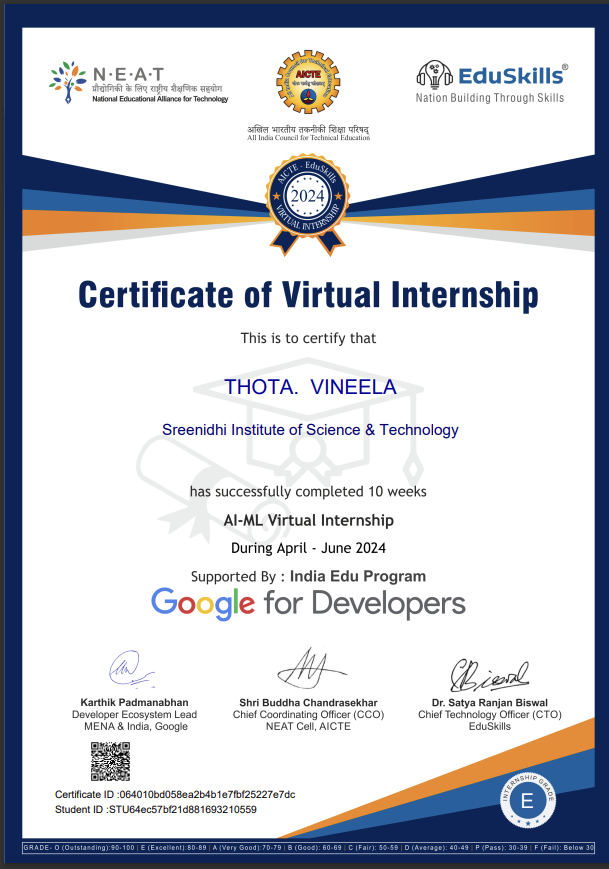 N·E·A·T
प्रौद्योगिकी के लिए राष्ट्रीय शैक्षणिक सहयोग
National Educational Alliance for Technology
AICTE
अखिल भारतीय तकनीकी शिक्षा परिषद्
All India Council for Technical Education
EduSkills®
Nation Building Through Skills
AICTE - EduSkills
2024
VIRTUAL INTERNSHIP
Certificate of Virtual Internship
This is to certify that
THOTA. VINEELA
Sreenidhi Institute of Science & Technology
has successfully completed 10 weeks
AI-ML Virtual Internship
During April - June 2024
Supported By : India Edu Program
Google for Developers
Karthik Padmanabhan
Developer Ecosystem Lead
MENA & India, Google
Shri Buddha Chandrasekhar
Chief Coordinating Officer (CCO)
NEAT Cell, AICTE
Dr. Satya Ranjan Biswal
Chief Technology Officer (CTO)
EduSkills
Certificate ID :064010bd058ea2b4b1e7fbf25227e7dc
Student ID :STU64ec57bf21d881693210559
INTERNSHIP GRADE
E
GRADE- O (Outstanding):90-100 | E (Excellent):80-89 | A (Very Good):70-79 | B (Good): 60-69 | C (Fair): 50-59 | D (Average): 40-49 | P (Pass): 30-39 | F (Fail): Below 30